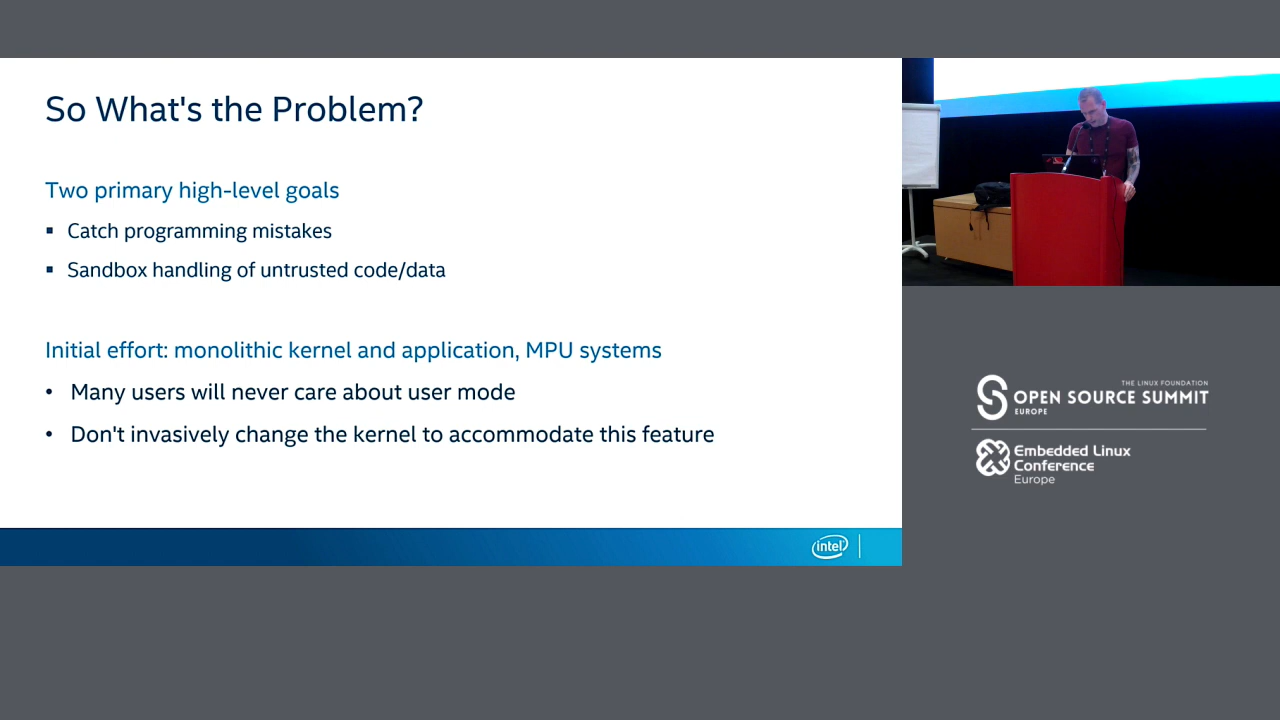 So What's the Problem?
Two primary high-level goals
▪ Catch programming mistakes
▪ Sandbox handling of untrusted code/data
Initial effort: monolithic kernel and application, MPU systems
• Many users will never care about user mode
• Don't invasively change the kernel to accommodate this feature
intel
THE LINUX FOUNDATION
OPEN SOURCE SUMMIT
EUROPE
Embedded Linux
Conference
Europe